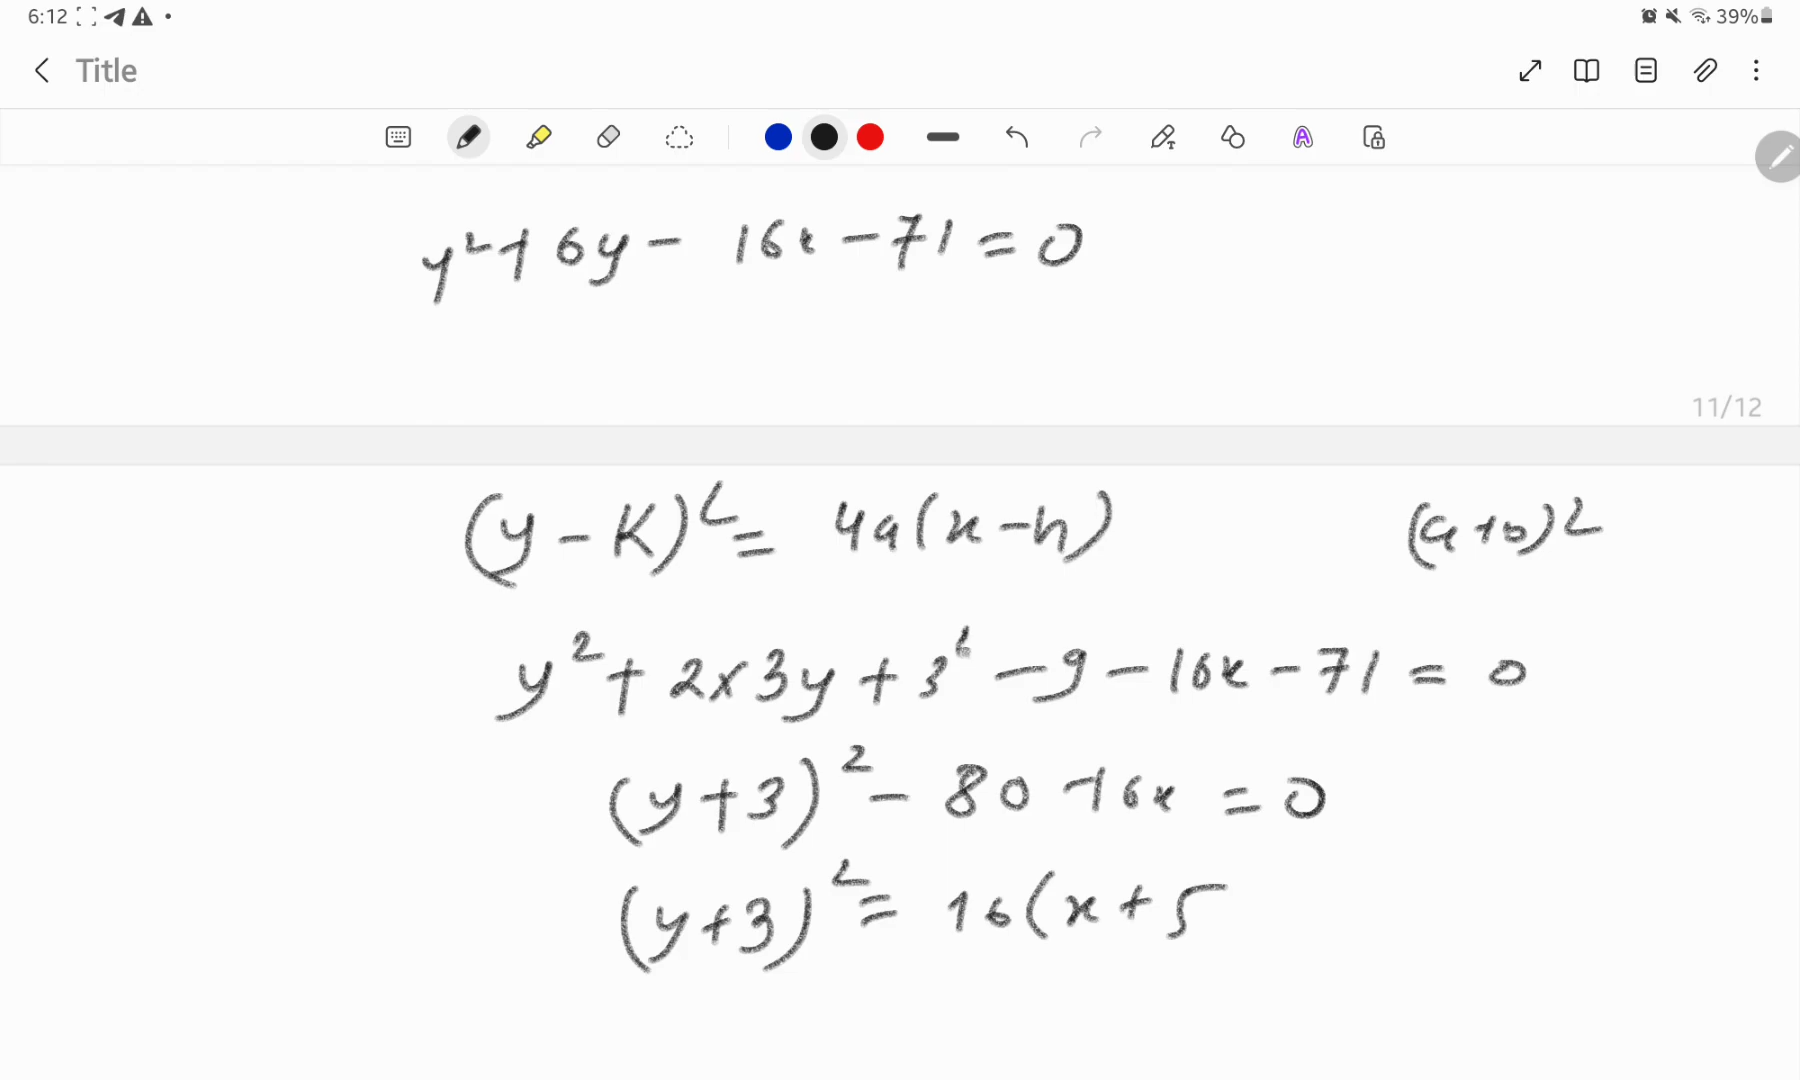 6:12 39%
Title
y²+6y- 16x-71=0
11/12
(y-K)²= 4a(x-h) (a+b)²
y²+2x3y+3²-9-16x-71=0
(y+3)²-80-16x=0
(y+3)²=16(x+5